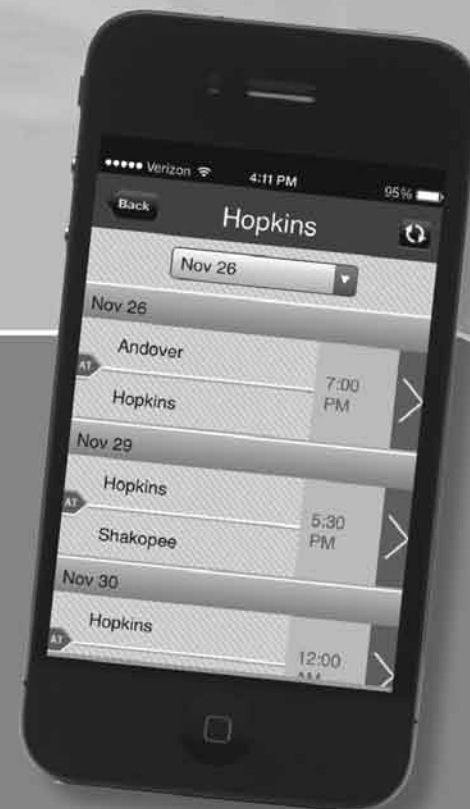 Verizon 4:11 PM 95%
Back Hopkins
Nov 26
Nov 26
Andover
AT
7:00
PM
Hopkins
Nov 29
Hopkins
AT
5:30
PM
Shakopee
Nov 30
Hopkins
AT
12:00
AM